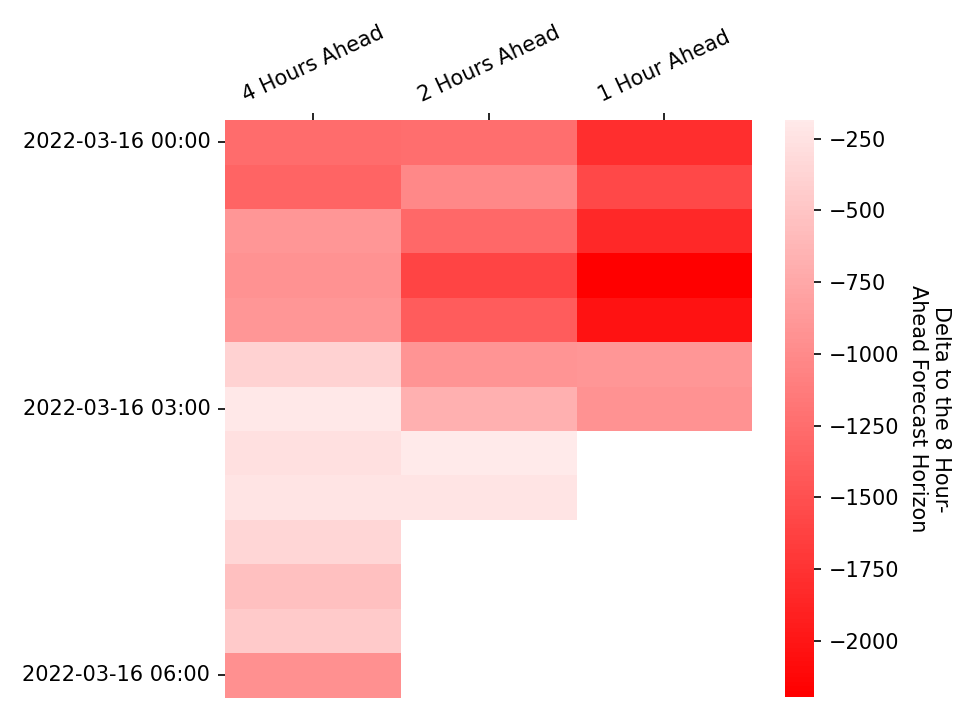 4 Hours Ahead
2 Hours Ahead
1 Hour Ahead
2022-03-16 00:00
2022-03-16 03:00
2022-03-16 06:00
−250
−500
−750
−1000
−1250
−1500
−1750
−2000
Delta to the 8 Hour-
Ahead Forecast Horizon